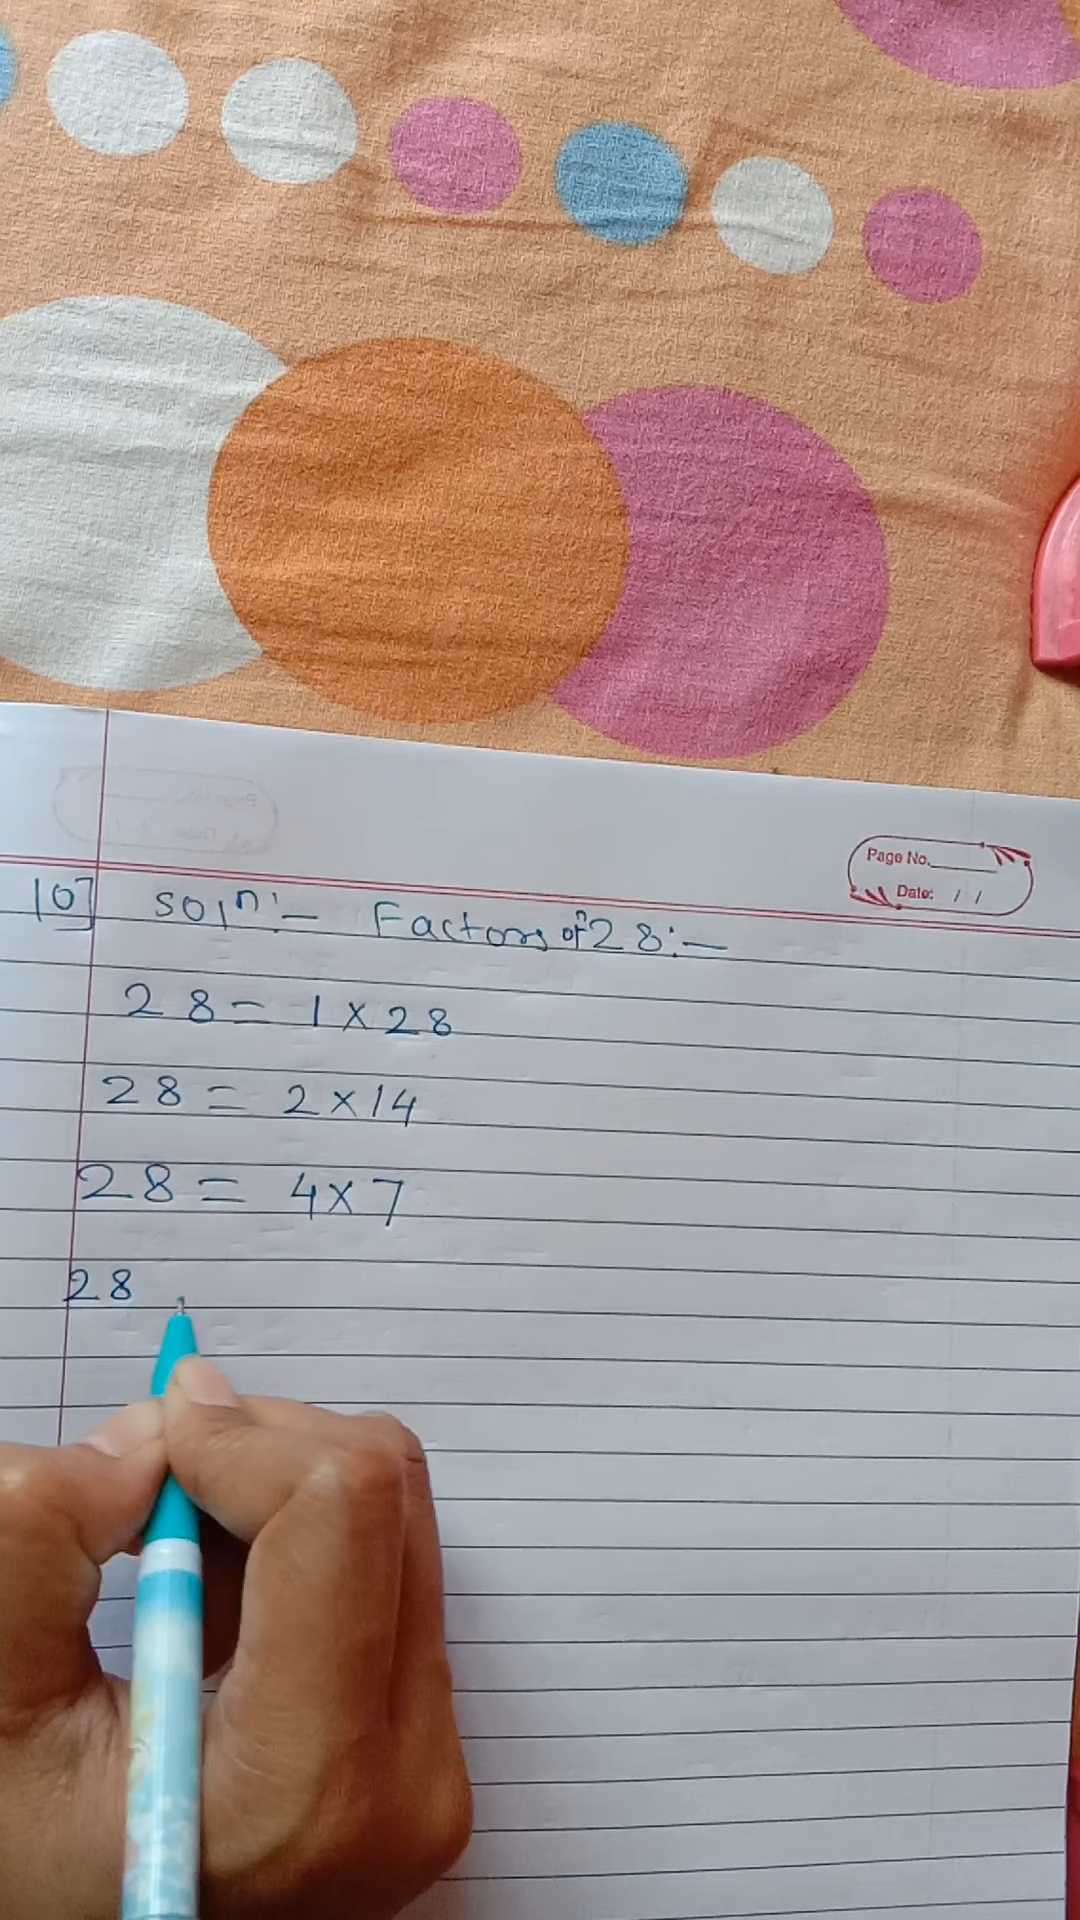 Page No.
Date: / /
10] Soln:- Factors of 28:-
28 = 1 × 28
28 = 2 × 14
28 = 4 × 7
28